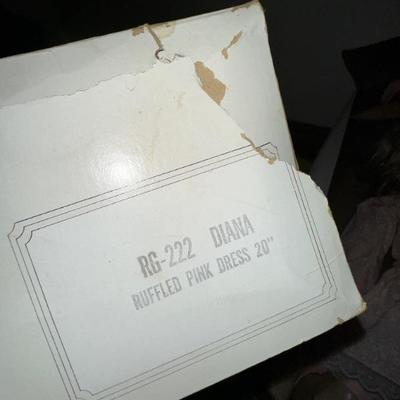 RG-222 DIANA
RUFFLED PINK DRESS 20"